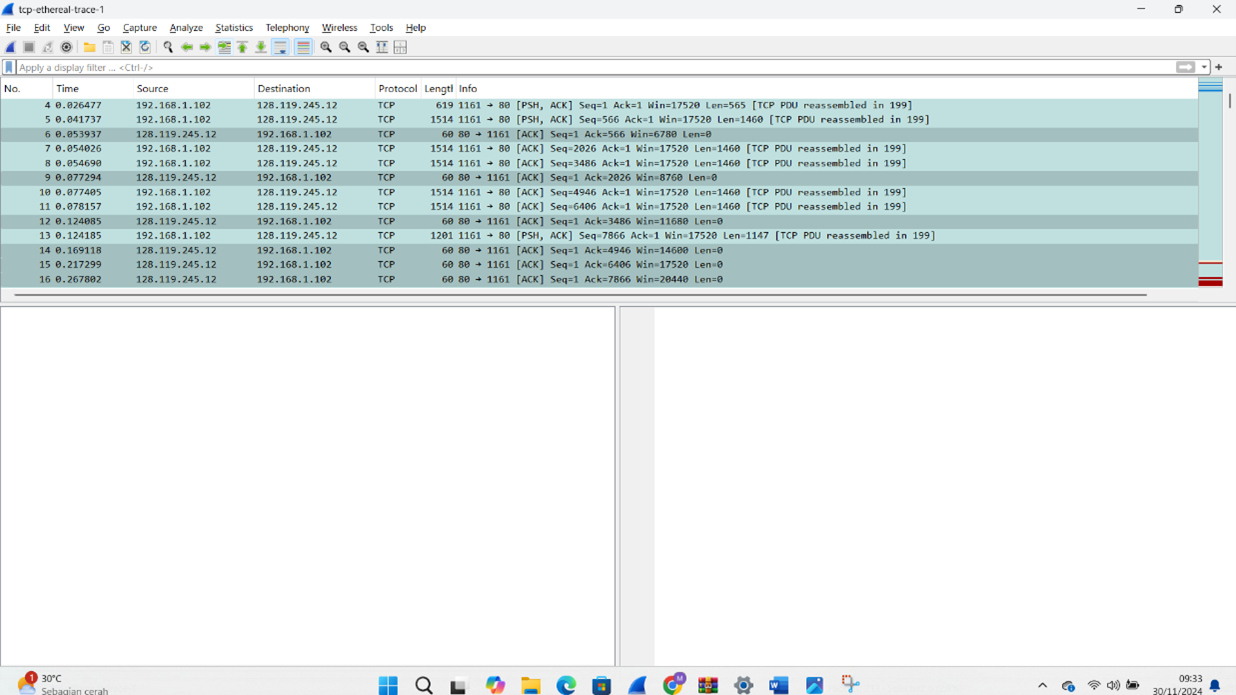 tcp-ethereal-trace-1
File Edit View Go Capture Analyze Statistics Telephony Wireless Tools Help
Apply a display filter ... <Ctrl-/>
No. Time Source Destination Protocol Lengtl Info
4 0.026477 192.168.1.102 128.119.245.12 TCP 619 1161 → 80 [PSH, ACK] Seq=1 Ack=1 Win=17520 Len=565 [TCP PDU reassembled in 199]
5 0.041737 192.168.1.102 128.119.245.12 TCP 1514 1161 → 80 [PSH, ACK] Seq=566 Ack=1 Win=17520 Len=1460 [TCP PDU reassembled in 199]
6 0.053937 128.119.245.12 192.168.1.102 TCP 60 80 → 1161 [ACK] Seq=1 Ack=566 Win=6780 Len=0
7 0.054026 192.168.1.102 128.119.245.12 TCP 1514 1161 → 80 [ACK] Seq=2026 Ack=1 Win=17520 Len=1460 [TCP PDU reassembled in 199]
8 0.054690 192.168.1.102 128.119.245.12 TCP 1514 1161 → 80 [ACK] Seq=3486 Ack=1 Win=17520 Len=1460 [TCP PDU reassembled in 199]
9 0.077294 128.119.245.12 192.168.1.102 TCP 60 80 → 1161 [ACK] Seq=1 Ack=2026 Win=8760 Len=0
10 0.077405 192.168.1.102 128.119.245.12 TCP 1514 1161 → 80 [ACK] Seq=4946 Ack=1 Win=17520 Len=1460 [TCP PDU reassembled in 199]
11 0.078157 192.168.1.102 128.119.245.12 TCP 1514 1161 → 80 [ACK] Seq=6406 Ack=1 Win=17520 Len=1460 [TCP PDU reassembled in 199]
12 0.124085 128.119.245.12 192.168.1.102 TCP 60 80 → 1161 [ACK] Seq=1 Ack=3486 Win=11680 Len=0
13 0.124185 192.168.1.102 128.119.245.12 TCP 1201 1161 → 80 [PSH, ACK] Seq=7866 Ack=1 Win=17520 Len=1147 [TCP PDU reassembled in 199]
14 0.169118 128.119.245.12 192.168.1.102 TCP 60 80 → 1161 [ACK] Seq=1 Ack=4946 Win=14600 Len=0
15 0.217299 128.119.245.12 192.168.1.102 TCP 60 80 → 1161 [ACK] Seq=1 Ack=6406 Win=17520 Len=0
16 0.267802 128.119.245.12 192.168.1.102 TCP 60 80 → 1161 [ACK] Seq=1 Ack=7866 Win=20440 Len=0
1 30°C
Sebagian cerah
M
W
09:33
30/11/2024